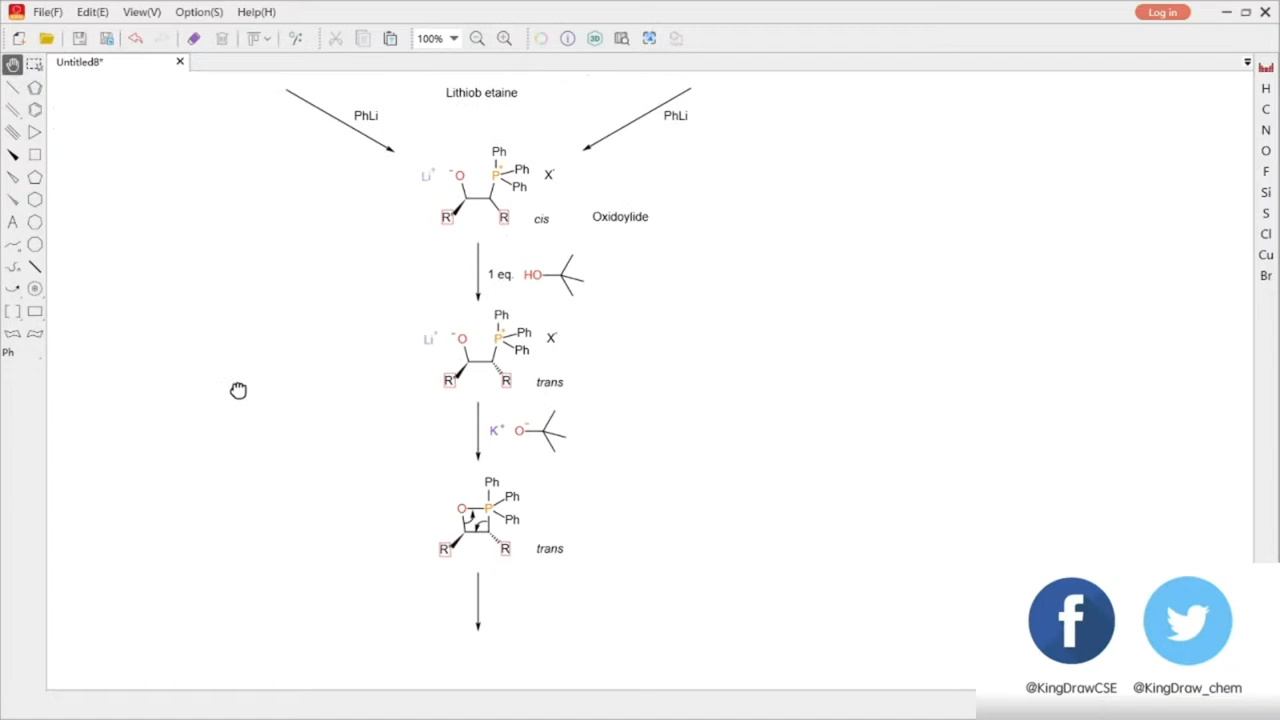 File(F) Edit(E) View(V) Option(S) Help(H) Log in
100%
Untitled8*
Lithiob etaine
PhLi PhLi
Ph
Li+ -O P+ Ph X-
Ph
R' R cis Oxidoylide
1 eq. HO
Ph
Li+ -O P+ Ph X-
Ph
R' R trans
K+ O-
Ph
O P Ph
Ph
R' R trans
A
Ph
3D
H
C
N
O
F
Si
S
Cl
Cu
Br
@KingDrawCSE @KingDraw_chem